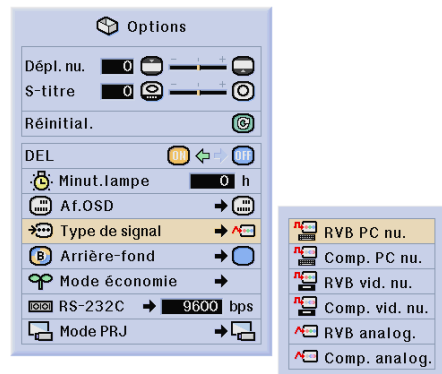 Options
Dépl. nu. 0 - +
S-titre 0 - +
Réinitial.
DEL ON OFF
Minut.lampe 0 h
Af.OSD
Type de signal
Arrière-fond
Mode économie
RS-232C 9600 bps
Mode PRJ
RVB PC nu.
Comp. PC nu.
RVB vid. nu.
Comp. vid. nu.
RVB analog.
Comp. analog.